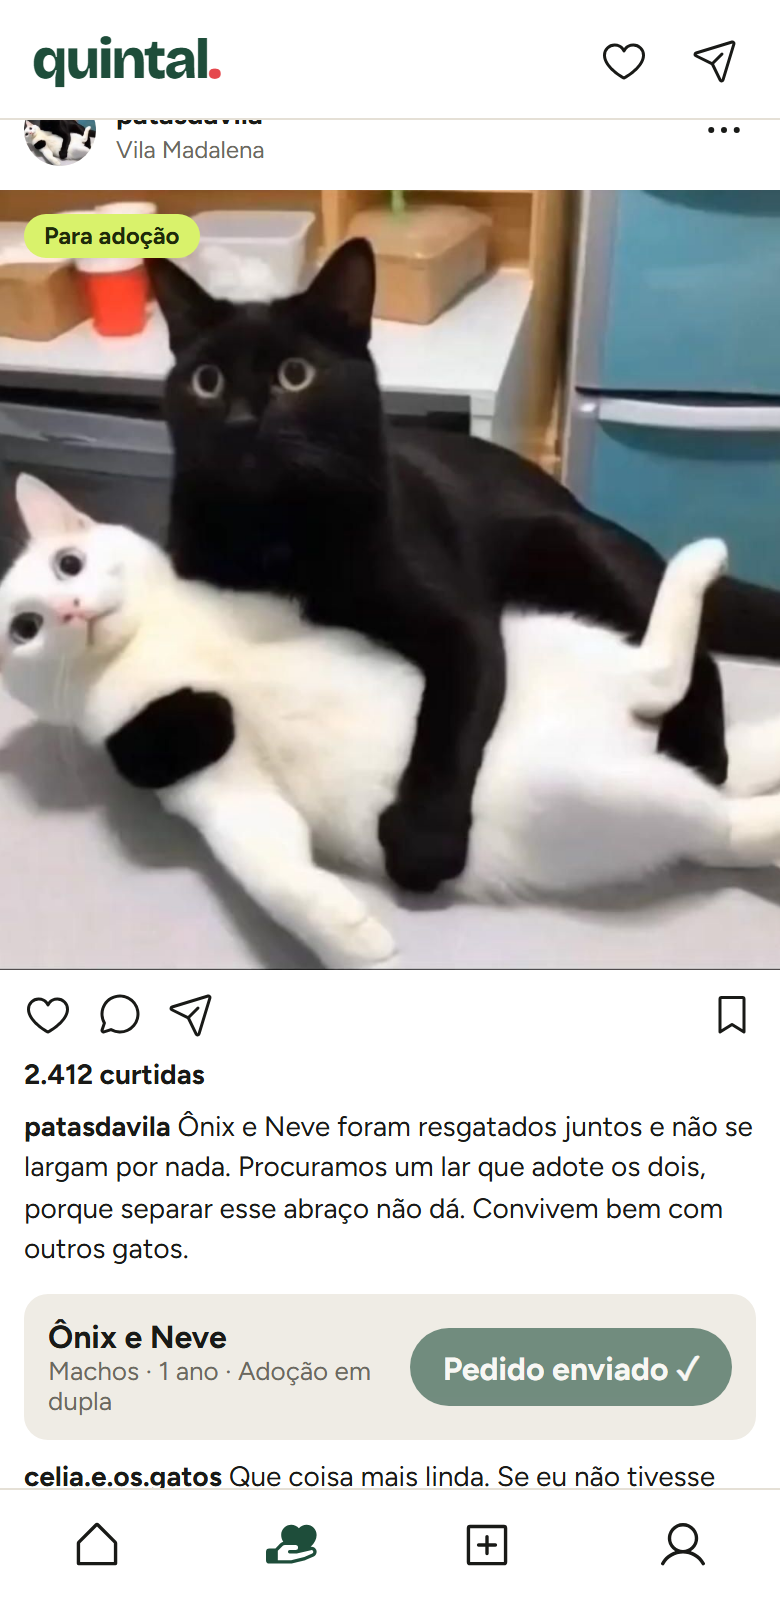 quintal.
patasdavila
Vila Madalena
Para adoção
2.412 curtidas
patasdavila Ônix e Neve foram resgatados juntos e não se
largam por nada. Procuramos um lar que adote os dois,
porque separar esse abraço não dá. Convivem bem com
outros gatos.
Ônix e Neve
Machos · 1 ano · Adoção em
dupla
Pedido enviado ✓
celia.e.os.gatos Que coisa mais linda. Se eu não tivesse